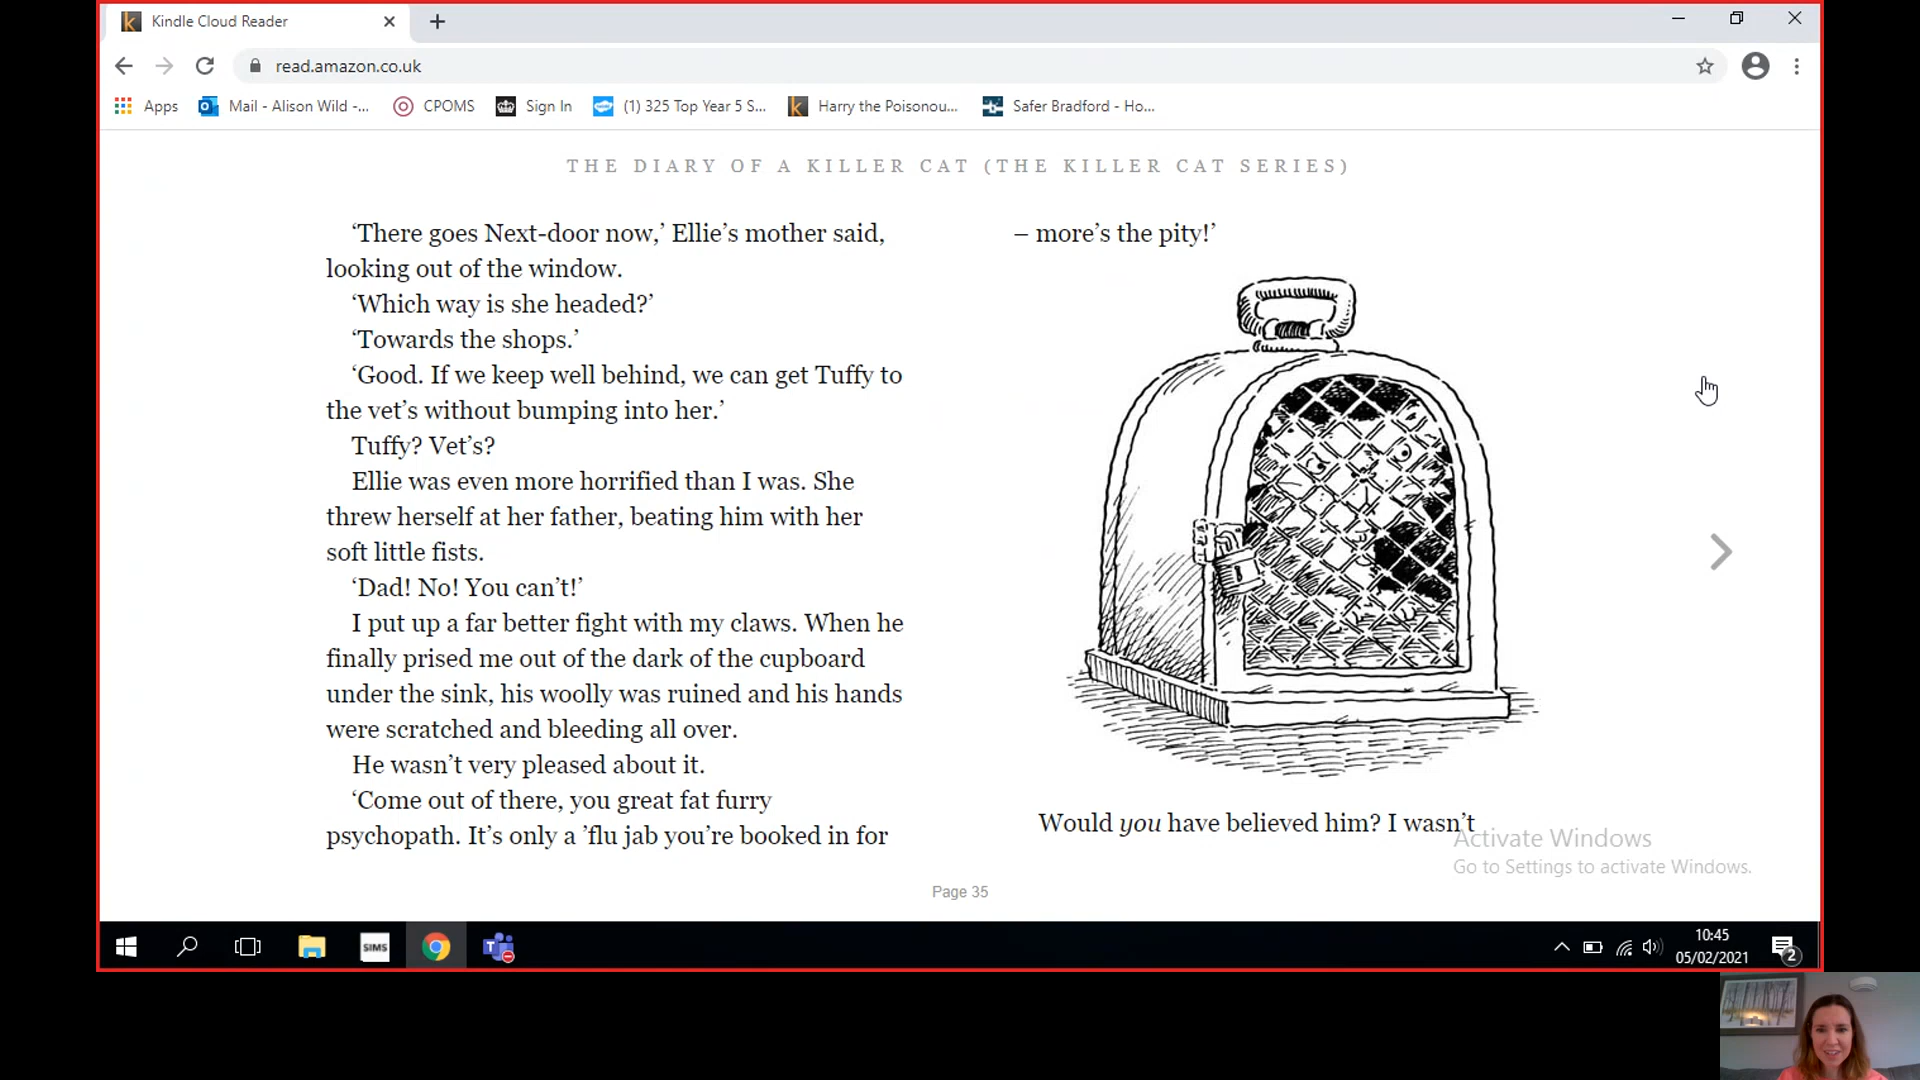 Kindle Cloud Reader
read.amazon.co.uk
Apps
Mail - Alison Wild -...
CPOMS
Sign In
(1) 325 Top Year 5 S...
Harry the Poisonou...
Safer Bradford - Ho...
THE DIARY OF A KILLER CAT (THE KILLER CAT SERIES)
‘There goes Next-door now,’ Ellie’s mother said,
looking out of the window.
‘Which way is she headed?’
‘Towards the shops.’
‘Good. If we keep well behind, we can get Tuffy to
the vet’s without bumping into her.’
Tuffy? Vet’s?
Ellie was even more horrified than I was. She
threw herself at her father, beating him with her
soft little fists.
‘Dad! No! You can’t!’
I put up a far better fight with my claws. When he
finally prised me out of the dark of the cupboard
under the sink, his woolly was ruined and his hands
were scratched and bleeding all over.
He wasn’t very pleased about it.
‘Come out of there, you great fat furry
psychopath. It’s only a ’flu jab you’re booked in for
– more’s the pity!’
Would you have believed him? I wasn’t
Activate Windows
Go to Settings to activate Windows.
Page 35
SIMS
10:45
05/02/2021
2